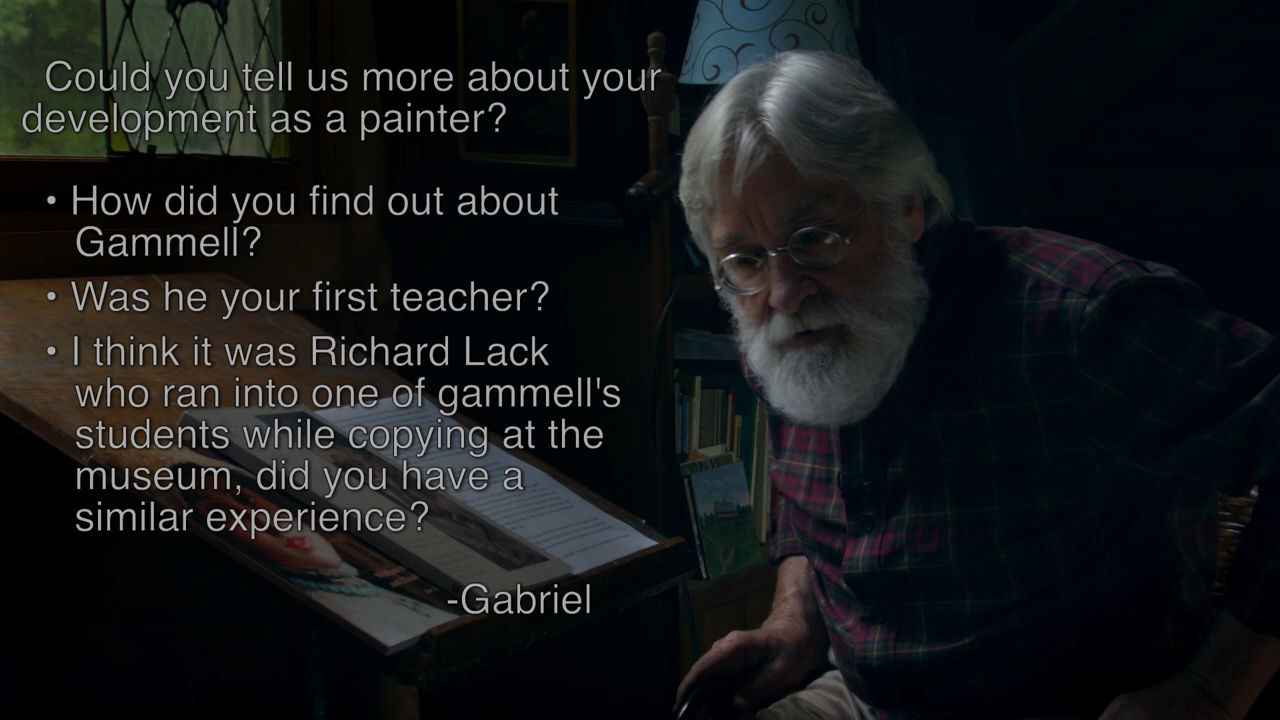 Could you tell us more about your
development as a painter?
• How did you find out about
Gammell?
• Was he your first teacher?
• I think it was Richard Lack
who ran into one of gammell's
students while copying at the
museum, did you have a
similar experience?
-Gabriel